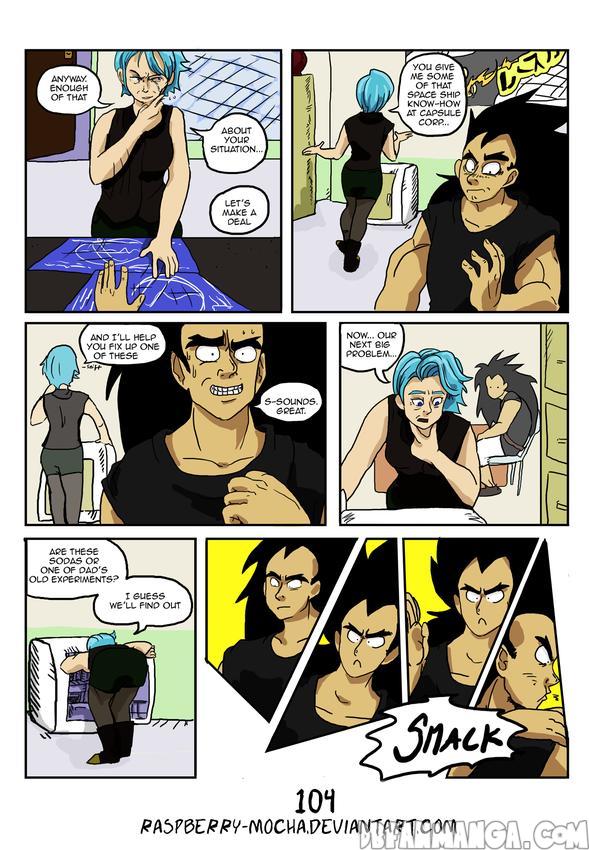 ANYWAY.
ENOUGH
OF THAT
ABOUT
YOUR
SITUATION...
LET'S
MAKE A
DEAL
YOU GIVE
ME SOME
OF THAT
SPACE SHIP
KNOW-HOW
AT CAPSULE
CORP...
AND I'LL HELP
YOU FIX UP ONE
OF THESE
S-SOUNDS.
GREAT.
NOW... OUR
NEXT BIG
PROBLEM...
ARE THESE
SODAS OR
ONE OF DAD'S
OLD EXPERIMENTS?
I GUESS
WE'LL FIND OUT
SMACK
104
RASPBERRY-MOCHA.DEVIANTART.COM
DBFANMANGA.COM